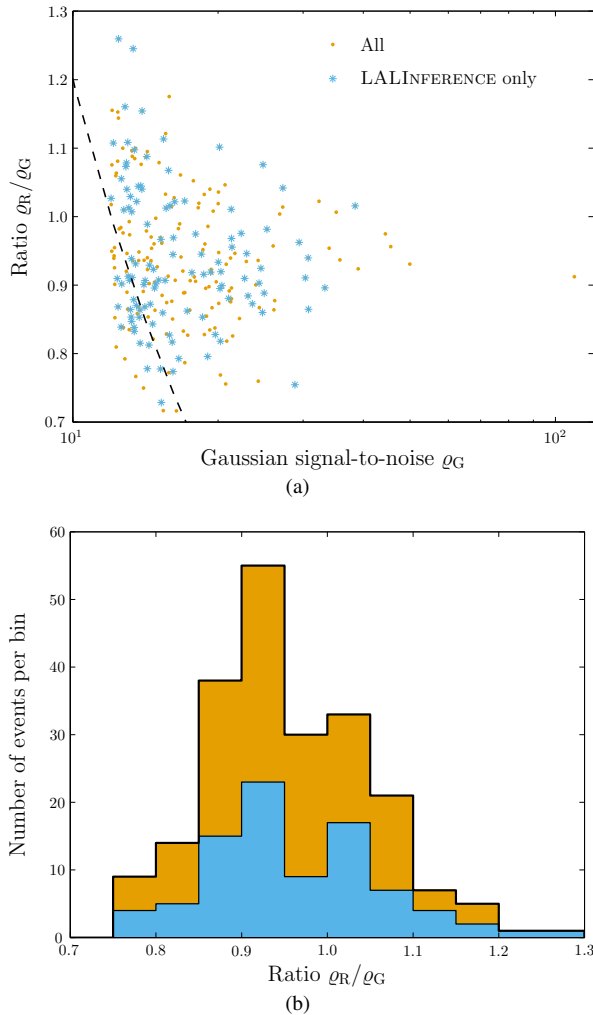 1.3
1.2
1.1
1.0
0.9
0.8
0.7
Ratio ϱR/ϱG
All
LALINFERENCE only
10¹
10²
Gaussian signal-to-noise ϱG
(a)
60
50
40
30
20
10
0
Number of events per bin
0.7
0.8
0.9
1.0
1.1
1.2
1.3
Ratio ϱR/ϱG
(b)